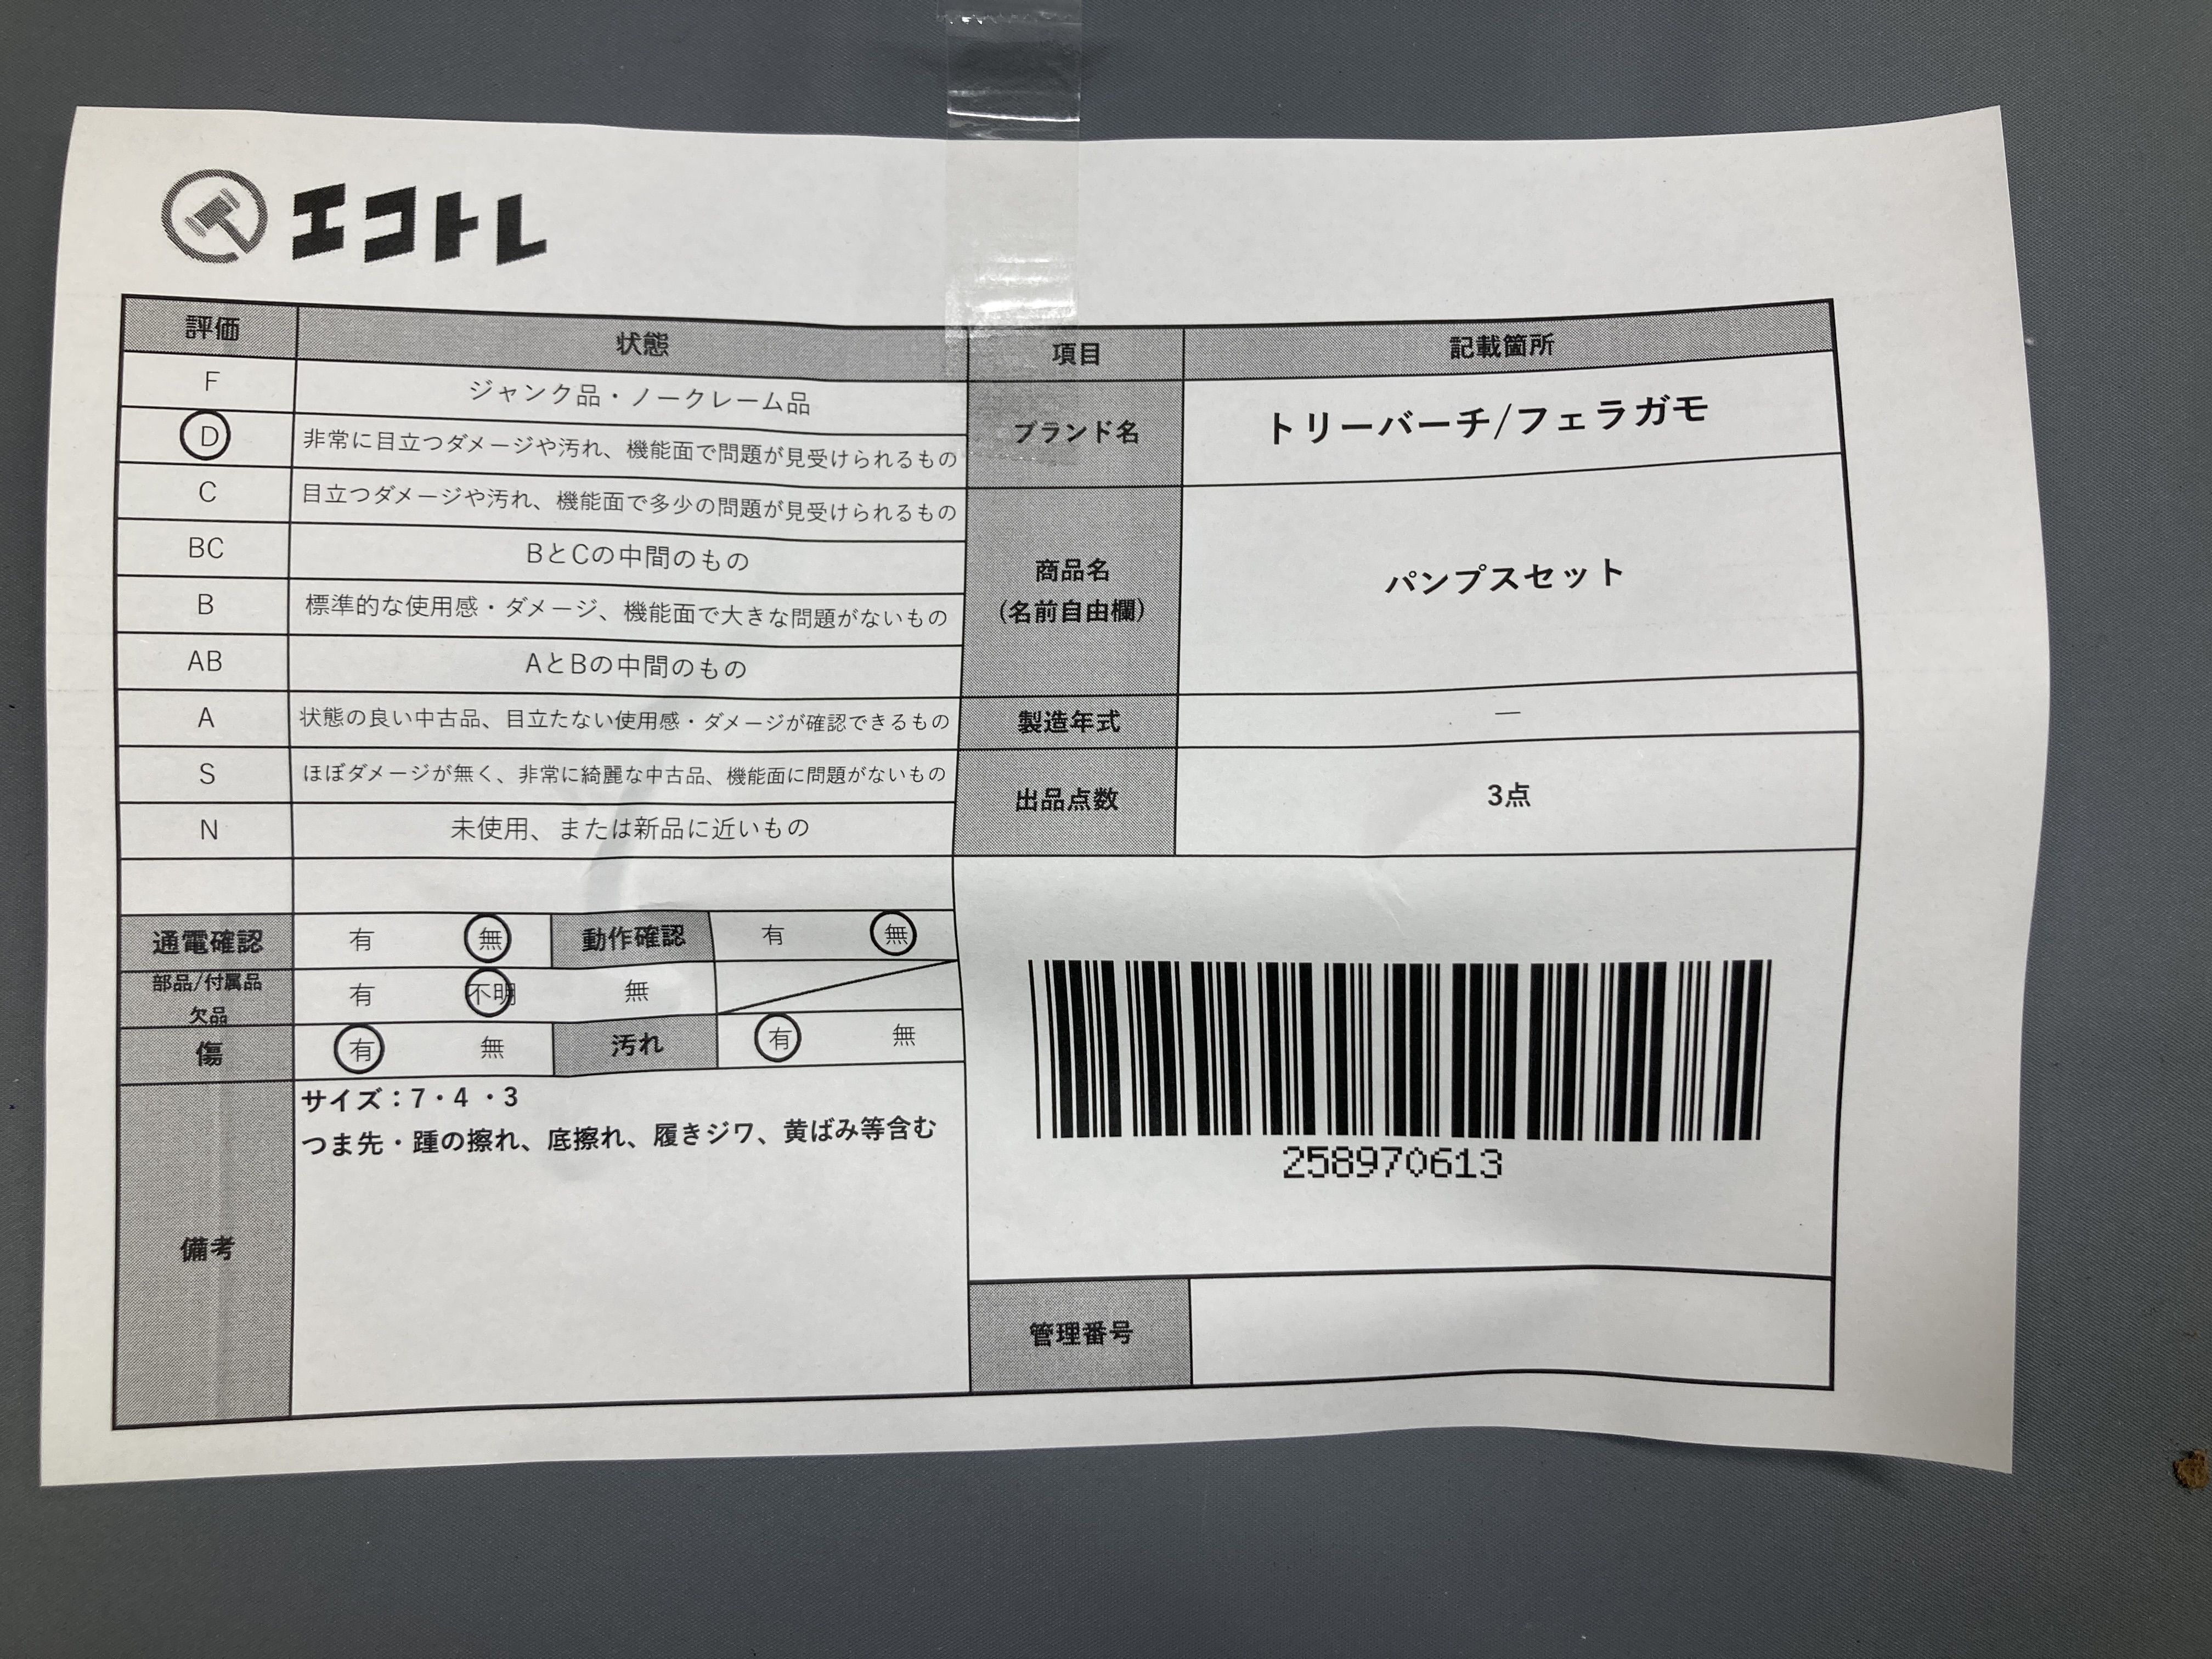 エコトレ
評価 状態 項目 記載箇所
F ジャンク品・ノークレーム品
D 非常に目立つダメージや汚れ、機能面で問題が見受けられるもの
C 目立つダメージや汚れ、機能面で多少の問題が見受けられるもの
BC BとCの中間のもの
B 標準的な使用感・ダメージ、機能面で大きな問題がないもの
AB AとBの中間のもの
A 状態の良い中古品、目立たない使用感・ダメージが確認できるもの
S ほぼダメージが無く、非常に綺麗な中古品、機能面に問題がないもの
N 未使用、または新品に近いもの
ブランド名 トリーバーチ/フェラガモ
商品名
(名前自由欄)
パンプスセット
製造年式 ―
出品点数 3点
通電確認 有 無 動作確認 有 無
部品/付属品
欠品
有 不明 無
傷 有 無 汚れ 有 無
備考
サイズ：7・4 ・3
つま先・踵の擦れ、底擦れ、履きジワ、黄ばみ等含む
258970613
管理番号